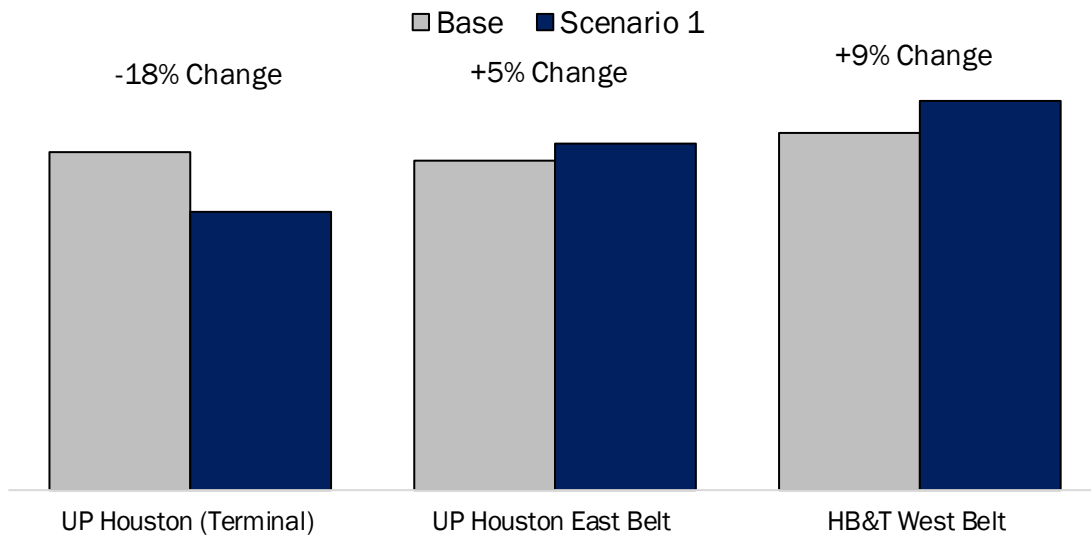 Base Scenario 1
-18% Change
+5% Change
+9% Change
UP Houston (Terminal)
UP Houston East Belt
HB&T West Belt